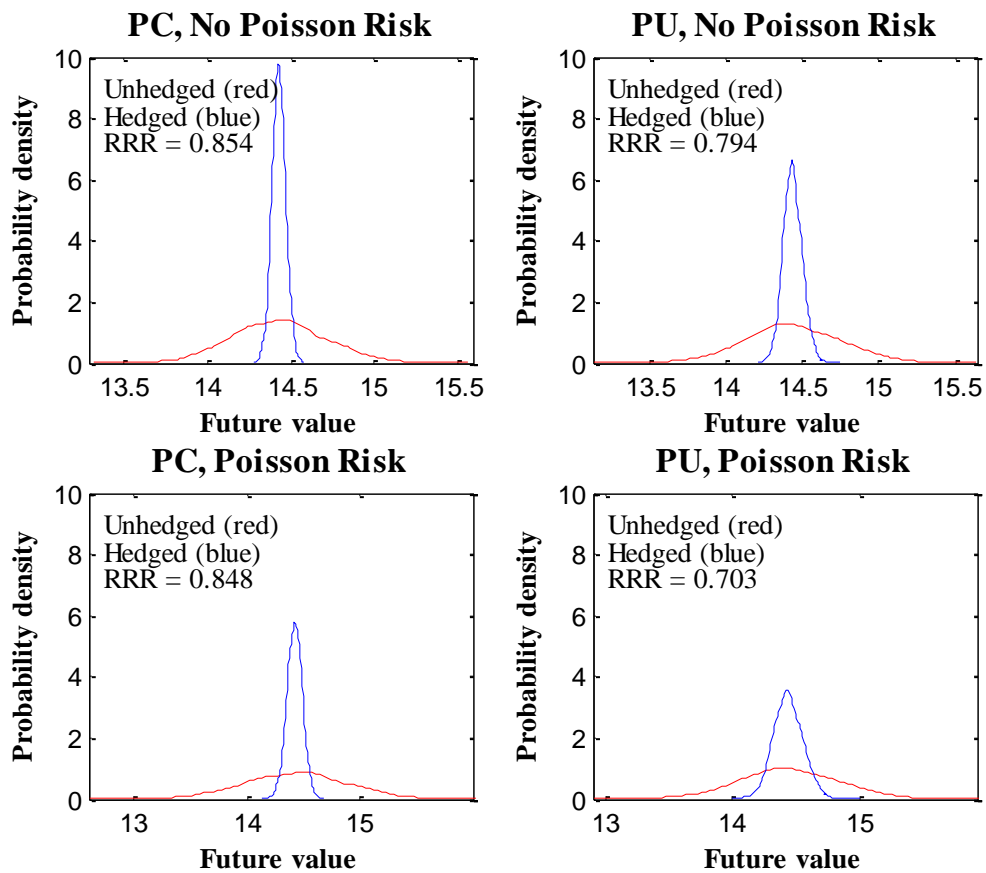 PC, No Poisson Risk
10
8
6
4
2
0
Probability density
Unhedged (red)
Hedged (blue)
RRR = 0.854
13.5 14 14.5 15 15.5
Future value
PU, No Poisson Risk
10
8
6
4
2
0
Probability density
Unhedged (red)
Hedged (blue)
RRR = 0.794
13.5 14 14.5 15 15.5
Future value
PC, Poisson Risk
10
8
6
4
2
0
Probability density
Unhedged (red)
Hedged (blue)
RRR = 0.848
13 14 15
Future value
PU, Poisson Risk
10
8
6
4
2
0
Probability density
Unhedged (red)
Hedged (blue)
RRR = 0.703
13 14 15
Future value